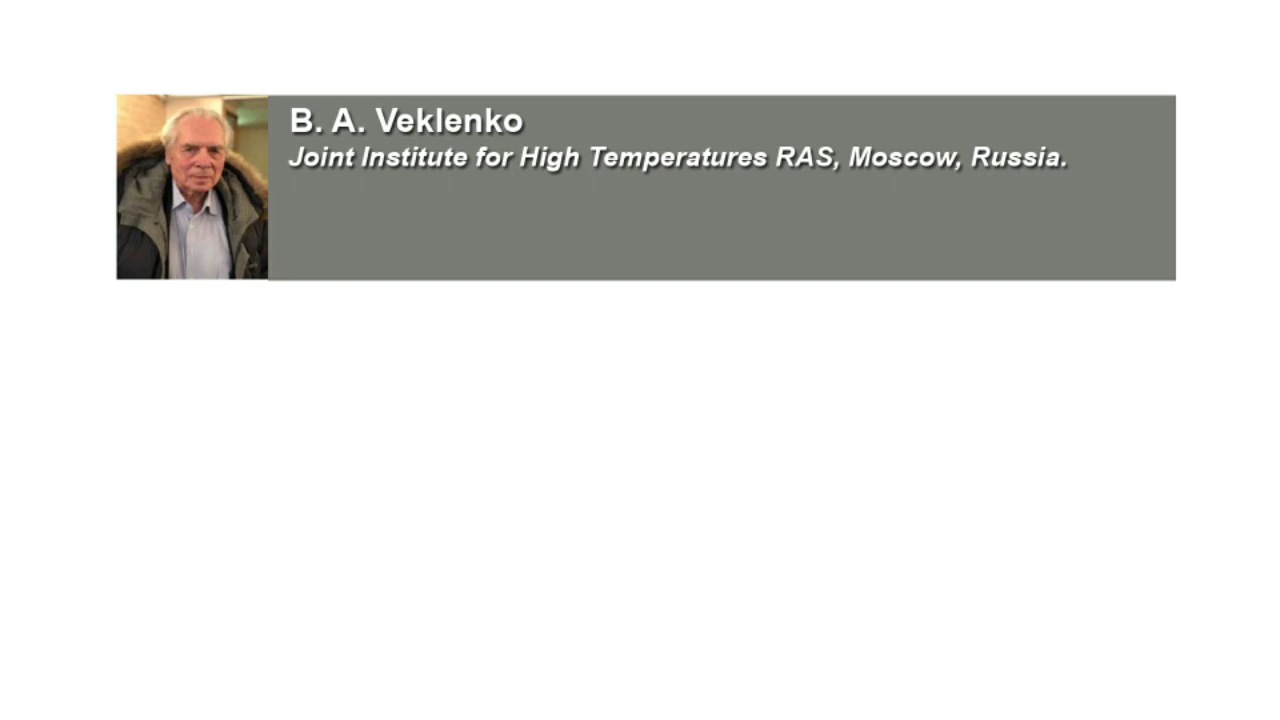 B. A. Veklenko
Joint Institute for High Temperatures RAS, Moscow, Russia.